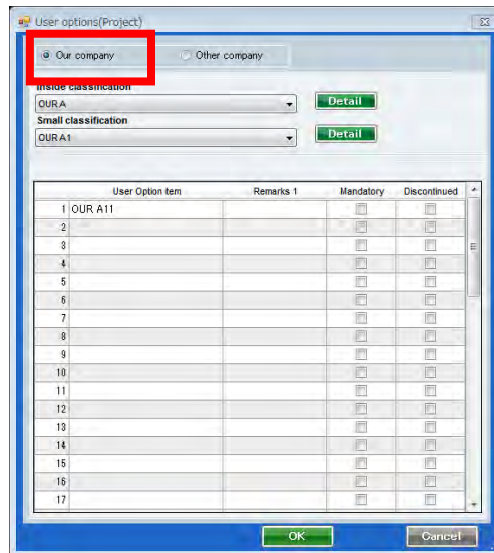 User options(Project)
Our company Other company
Inside classification
OUR A Detail
Small classification
OUR A1 Detail
User Option item Remarks 1 Mandatory Discontinued
1 OUR A11
2
3
4
5
6
7
8
9
10
11
12
13
14
15
16
17
OK Cancel